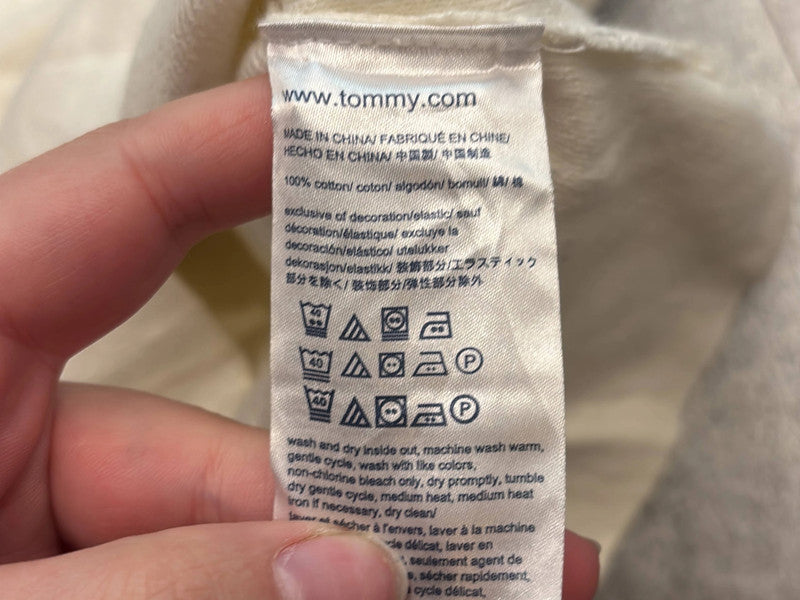 www.tommy.com
MADE IN CHINA/ FABRIQUÉ EN CHINE/
HECHO EN CHINA/ 中国製/ 中国制造
100% cotton/ coton/ algodón/ bomull/ 綿/ 棉
exclusive of decoration/elastic/ sauf
décoration/élastique/ excluye la
decoración/elástico/ utelukker
dekorasjon/elastikk/ 装飾部分/エラスティック
部分を除く/ 装饰部分/弹性部分除外
40
40 P
40 P
wash and dry inside out, machine wash warm,
gentle cycle, wash with like colors,
non-chlorine bleach only, dry promptly, tumble
dry gentle cycle, medium heat, medium heat
iron if necessary, dry clean/
laver et sécher à l'envers, laver à la machine
cycle délicat, laver en
, seulement agent de
, sécher rapidement,
cycle délicat,